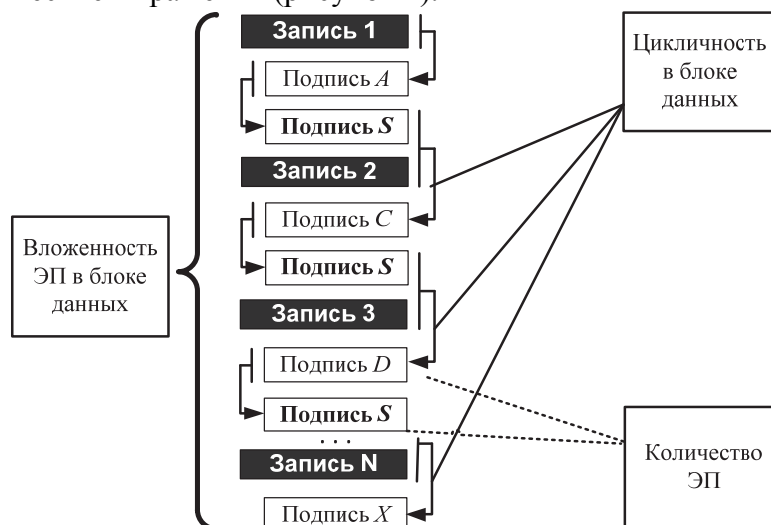 Запись 1
Подпись A
Подпись S
Запись 2
Подпись C
Подпись S
Запись 3
Подпись D
Подпись S
...
Запись N
Подпись X
Вложенность
ЭП в блоке
данных
Цикличность
в блоке
данных
Количество
ЭП